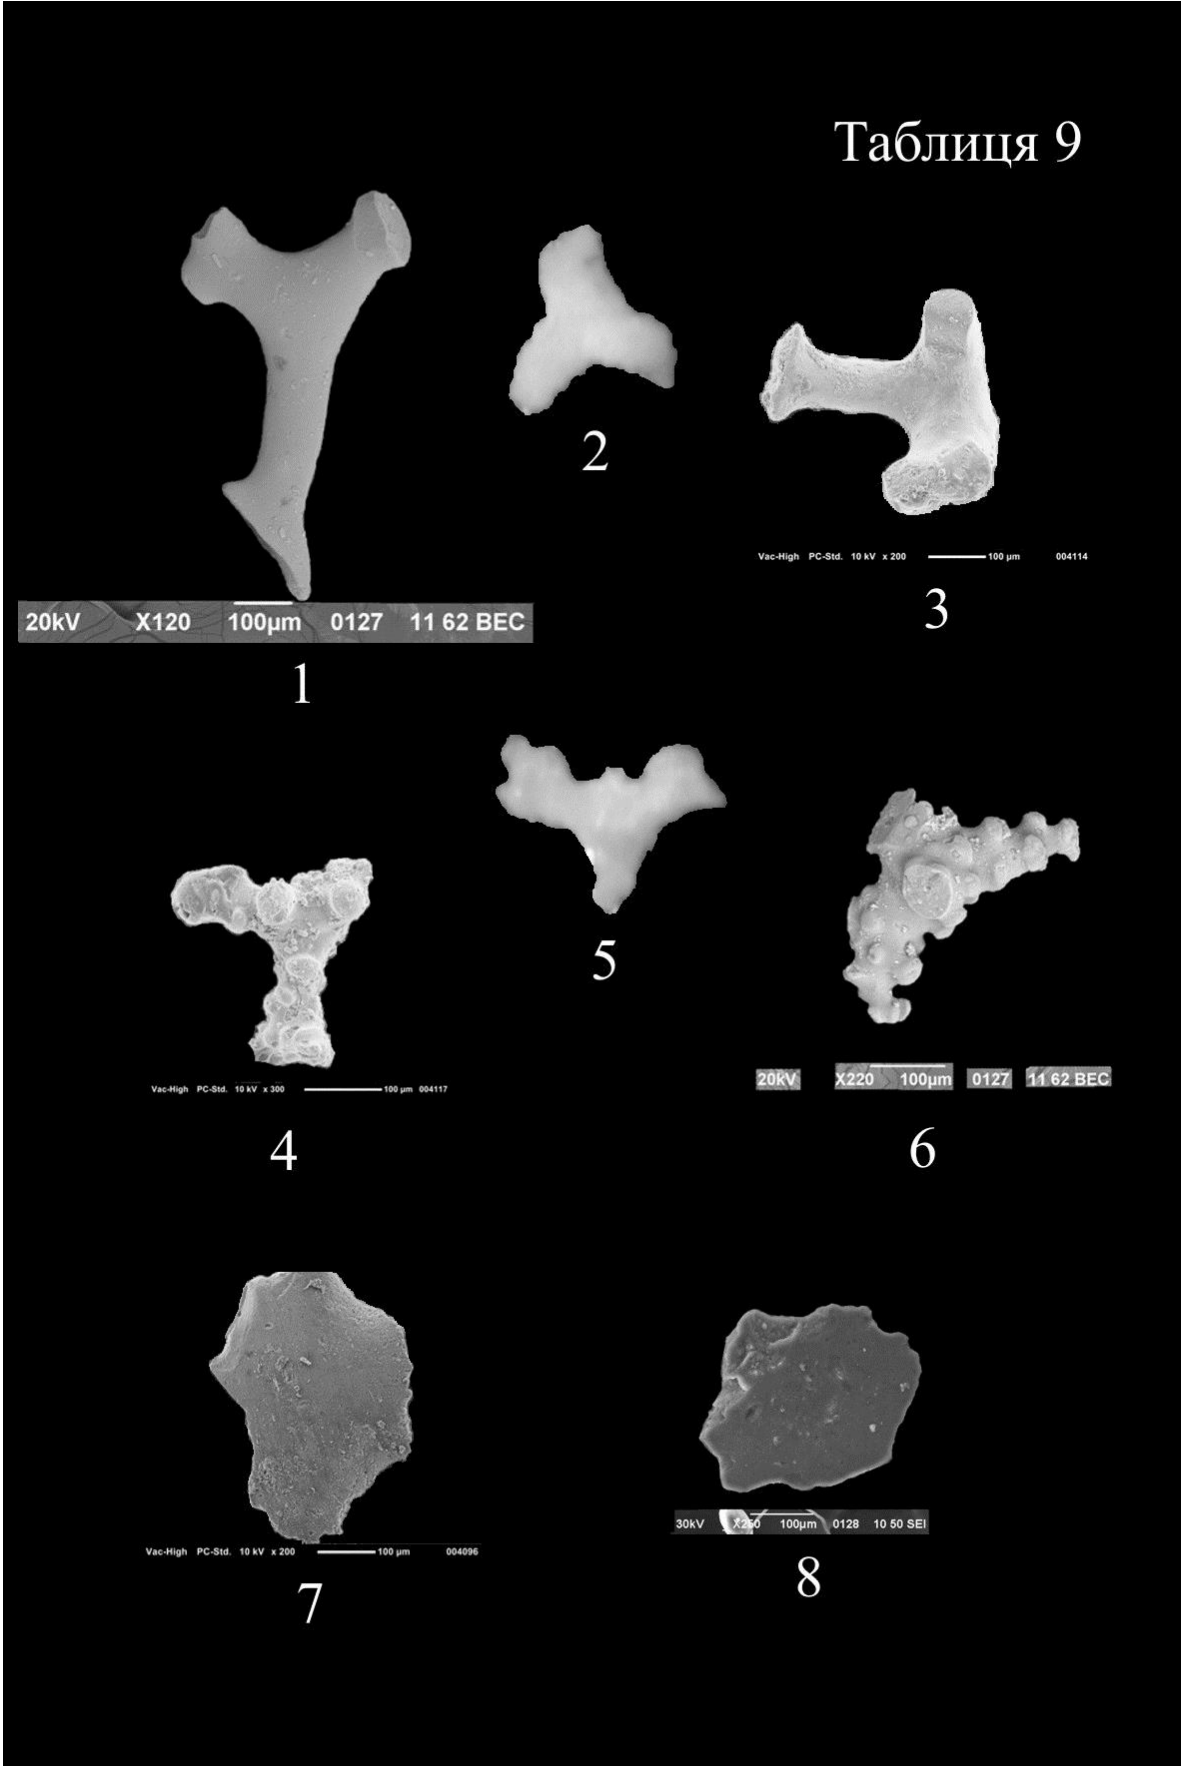 Таблиця 9
2
Vac-High PC-Std. 10 kV x 200 100 µm 004114
3
20kV X120 100µm 0127 11 62 BEC
1
5
Vac-High PC-Std. 10 kV x 300 100 µm 004117
20kV X220 100µm 0127 11 62 BEC
4
6
Vac-High PC-Std. 10 kV x 200 100 µm 004096
30kV X250 100µm 0128 10 50 SEI
7
8